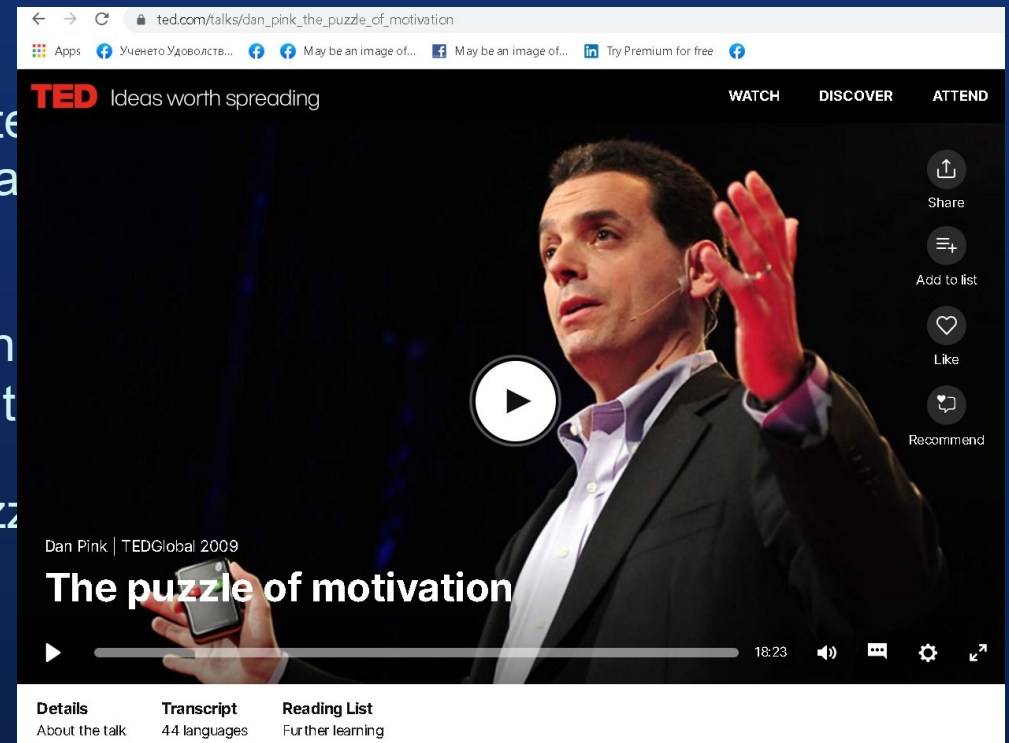 ted.com/talks/dan_pink_the_puzzle_of_motivation
Apps Ученето Удоволств... May be an image of... May be an image of... Try Premium for free
TED Ideas worth spreading
WATCH DISCOVER ATTEND
Share
Add to list
Like
Recommend
Dan Pink | TEDGlobal 2009
The puzzle of motivation
18:23
Details Transcript Reading List
About the talk 44 languages Further learning